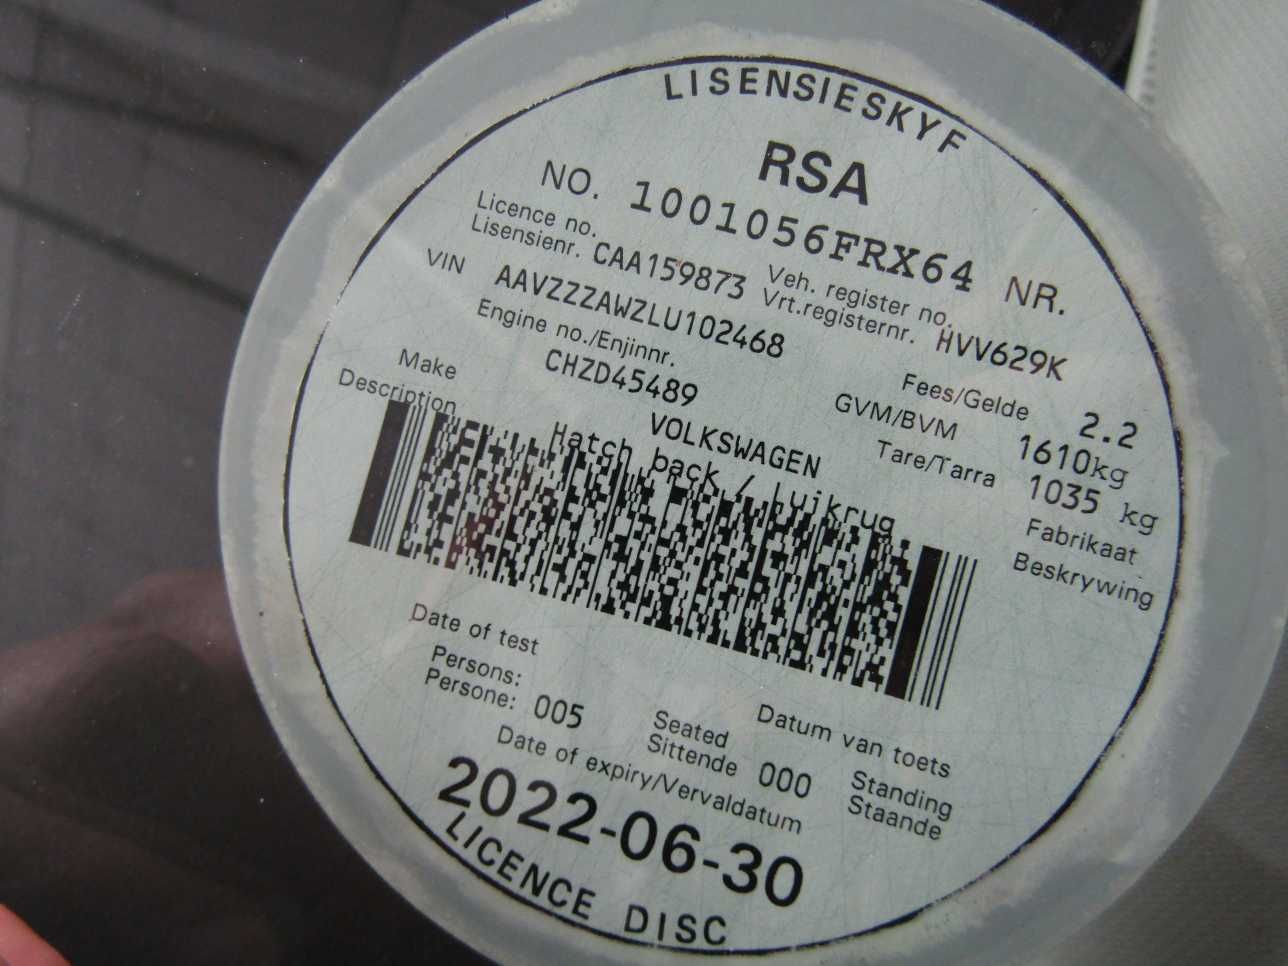 LISENSIESKYF
RSA
NO. 1001056FRX64 NR.
Licence no. Lisensienr. CAA159873 Veh. register no. Vrt.registernr. HVV629K
VIN AAVZZZAWZLU102468 Fees/Gelde 2.2
Engine no./Enjinnr. CHZD45489 GVM/BVM 1610kg
Tare/Tarra 1035 kg
Make VOLKSWAGEN Fabrikaat
Description Hatch back / Luikrug Beskrywing
Date of test Datum van toets
Persons: Persone: 005 Seated Sittende 000 Standing Staande
Date of expiry/Vervaldatum
2022-06-30
LICENCE DISC